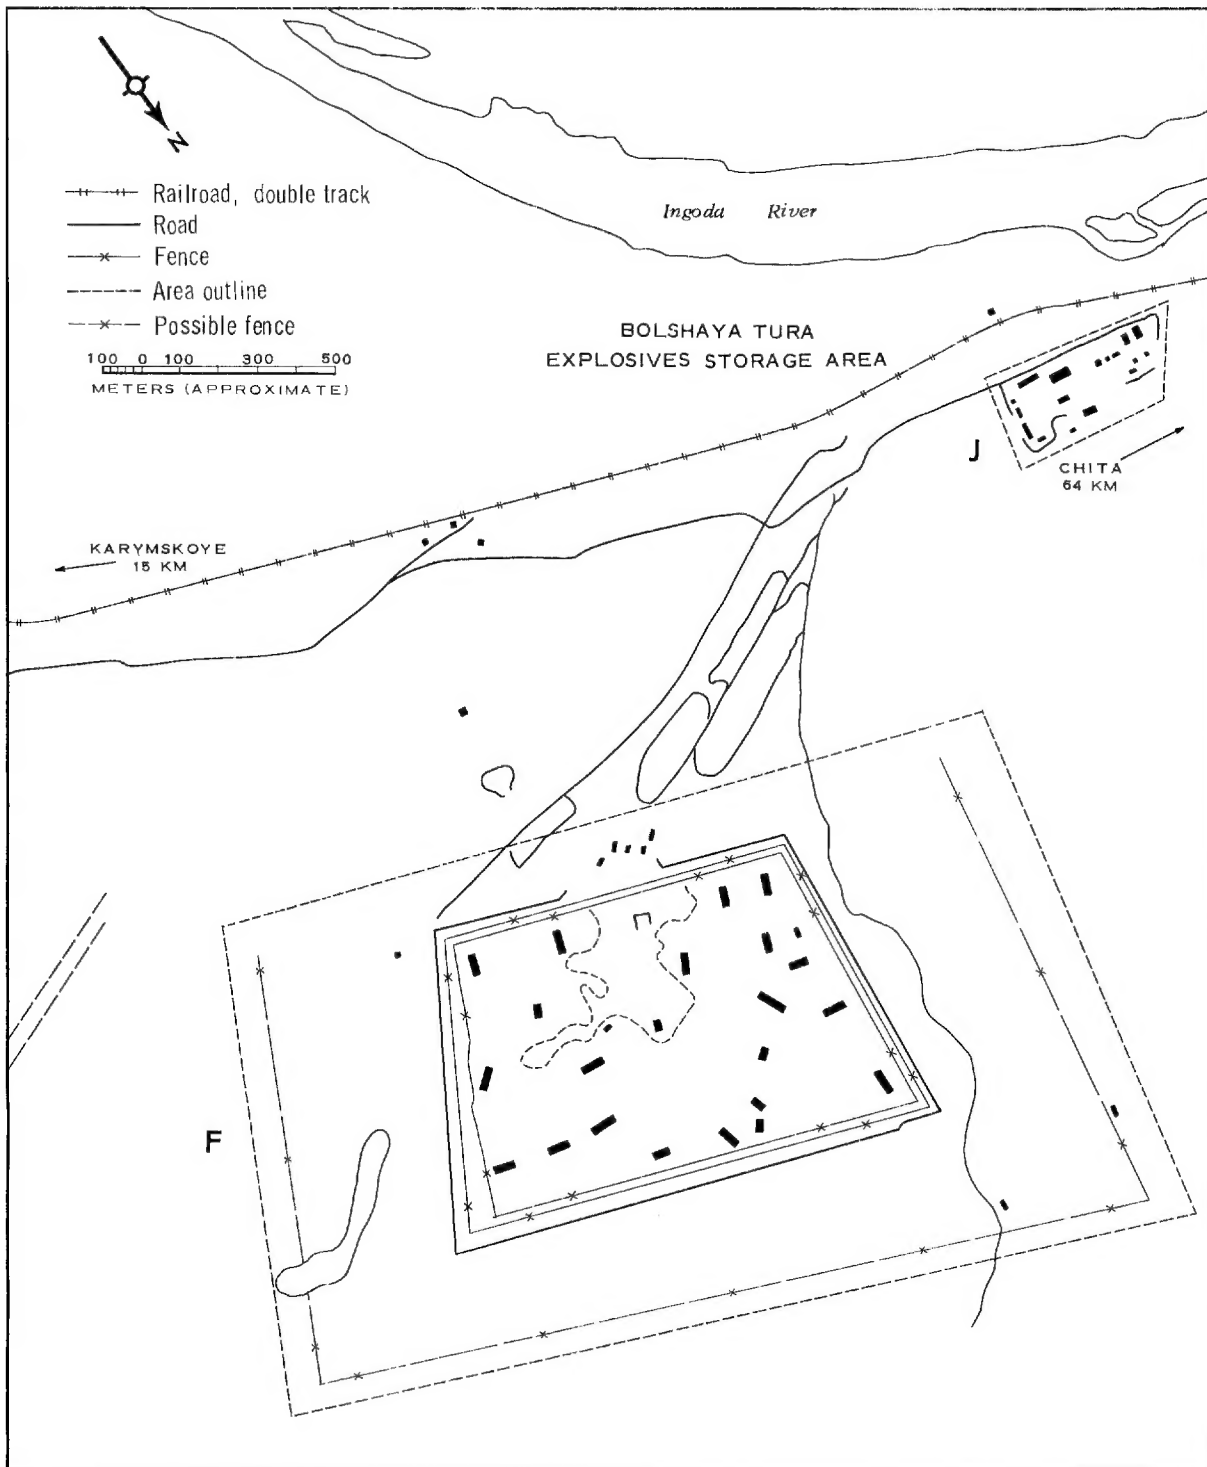 N
Railroad, double track
Road
Fence
Area outline
Possible fence
100 0 100 300 500
METERS (APPROXIMATE)
Ingoda River
BOLSHAYA TURA
EXPLOSIVES STORAGE AREA
J
CHITA
64 KM
KARYMSKOYE
15 KM
F